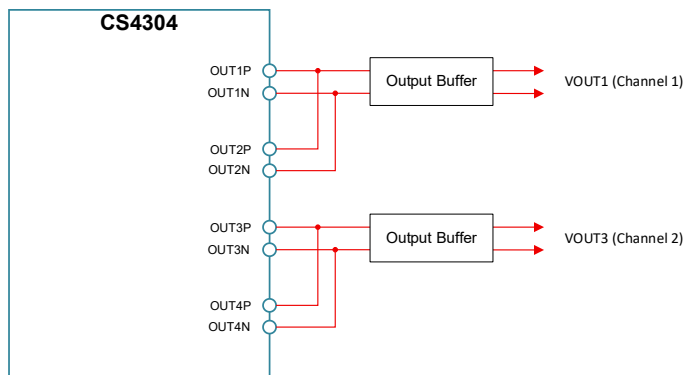 CS4304
OUT1P
OUT1N
OUT2P
OUT2N
OUT3P
OUT3N
OUT4P
OUT4N
Output Buffer
VOUT1 (Channel 1)
Output Buffer
VOUT3 (Channel 2)